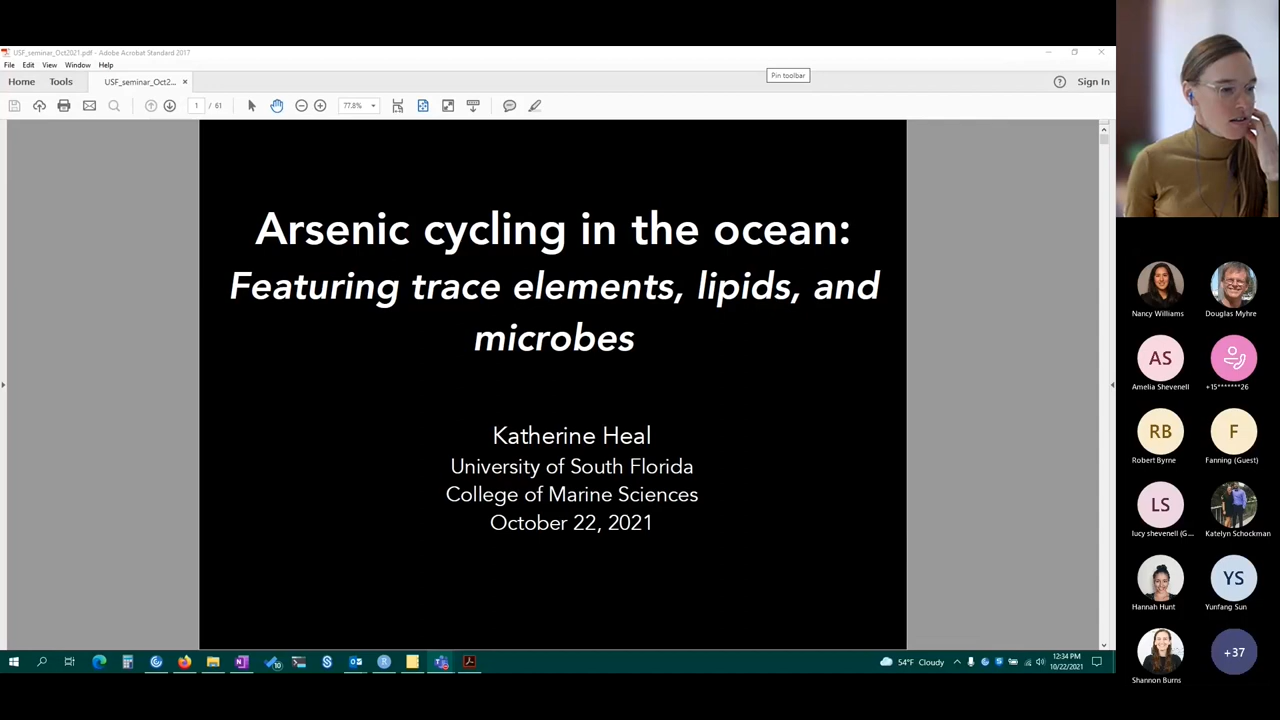 USF_seminar_Oct2021.pdf - Adobe Acrobat Standard 2017
File Edit View Window Help
Home Tools USF_seminar_Oct2... × Sign In
Pin toolbar
1 / 61 77.8%
Arsenic cycling in the ocean:
Featuring trace elements, lipids, and
microbes
Katherine Heal
University of South Florida
College of Marine Sciences
October 22, 2021
Nancy Williams Douglas Myhre
AS
Amelia Shevenell +15*******26
RB F
Robert Byrne Fanning (Guest)
LS
lucy shevenell (G... Katelyn Schockman
YS
Hannah Hunt Yunfang Sun
+37
Shannon Burns
54°F Cloudy
12:34 PM
10/22/2021